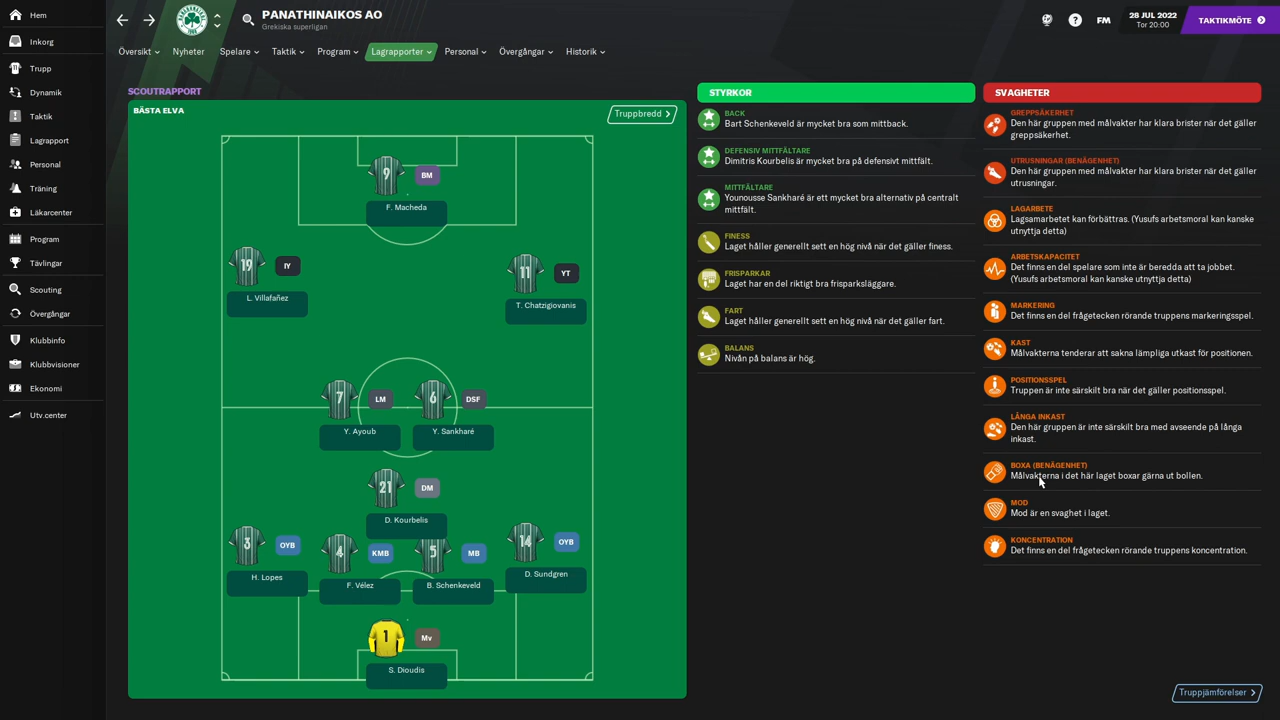 Hem
Inkorg
Trupp
Dynamik
Taktik
Lagrapport
Personal
Träning
Läkarcenter
Program
Tävlingar
Scouting
Övergångar
Klubbinfo
Klubbvisioner
Ekonomi
Utv.center
PANATHINAIKOS AO
Grekiska superligan
FM
28 JUL 2022
Tor 20:00
TAKTIKMÖTE
Översikt
Nyheter
Spelare
Taktik
Program
Lagrapporter
Personal
Övergångar
Historik
SCOUTRAPPORT
BÄSTA ELVA
Truppbredd
9
BM
F. Macheda
19
IY
L. Villafañez
11
YT
T. Chatzigiovanis
7
LM
Y. Ayoub
6
DSF
Y. Sankharé
21
DM
D. Kourbelis
3
OYB
H. Lopes
4
KMB
F. Vélez
5
MB
B. Schenkeveld
14
OYB
D. Sundgren
1
Mv
S. Dioudis
STYRKOR
BACK
Bart Schenkeveld är mycket bra som mittback.
DEFENSIV MITTFÄLTARE
Dimitris Kourbelis är mycket bra på defensivt mittfält.
MITTFÄLTARE
Younousse Sankharé är ett mycket bra alternativ på centralt
mittfält.
FINESS
Laget håller generellt sett en hög nivå när det gäller finess.
FRISPARKAR
Laget har en del riktigt bra frisparksläggare.
FART
Laget håller generellt sett en hög nivå när det gäller fart.
BALANS
Nivån på balans är hög.
SVAGHETER
GREPPSÄKERHET
Den här gruppen med målvakter har klara brister när det gäller
greppsäkerhet.
UTRUSNINGAR (BENÄGENHET)
Den här gruppen med målvakter har klara brister när det gäller
utrusningar.
LAGARBETE
Lagsamarbetet kan förbättras. (Yusufs arbetsmoral kan kanske
utnyttja detta)
ARBETSKAPACITET
Det finns en del spelare som inte är beredda att ta jobbet.
(Yusufs arbetsmoral kan kanske utnyttja detta)
MARKERING
Det finns en del frågetecken rörande truppens markeringsspel.
KAST
Målvakterna tenderar att sakna lämpliga utkast för positionen.
POSITIONSSPEL
Truppen är inte särskilt bra när det gäller positionsspel.
LÅNGA INKAST
Den här gruppen är inte särskilt bra med avseende på långa
inkast.
BOXA (BENÄGENHET)
Målvakterna i det här laget boxar gärna ut bollen.
MOD
Mod är en svaghet i laget.
KONCENTRATION
Det finns en del frågetecken rörande truppens koncentration.
Truppjämförelser